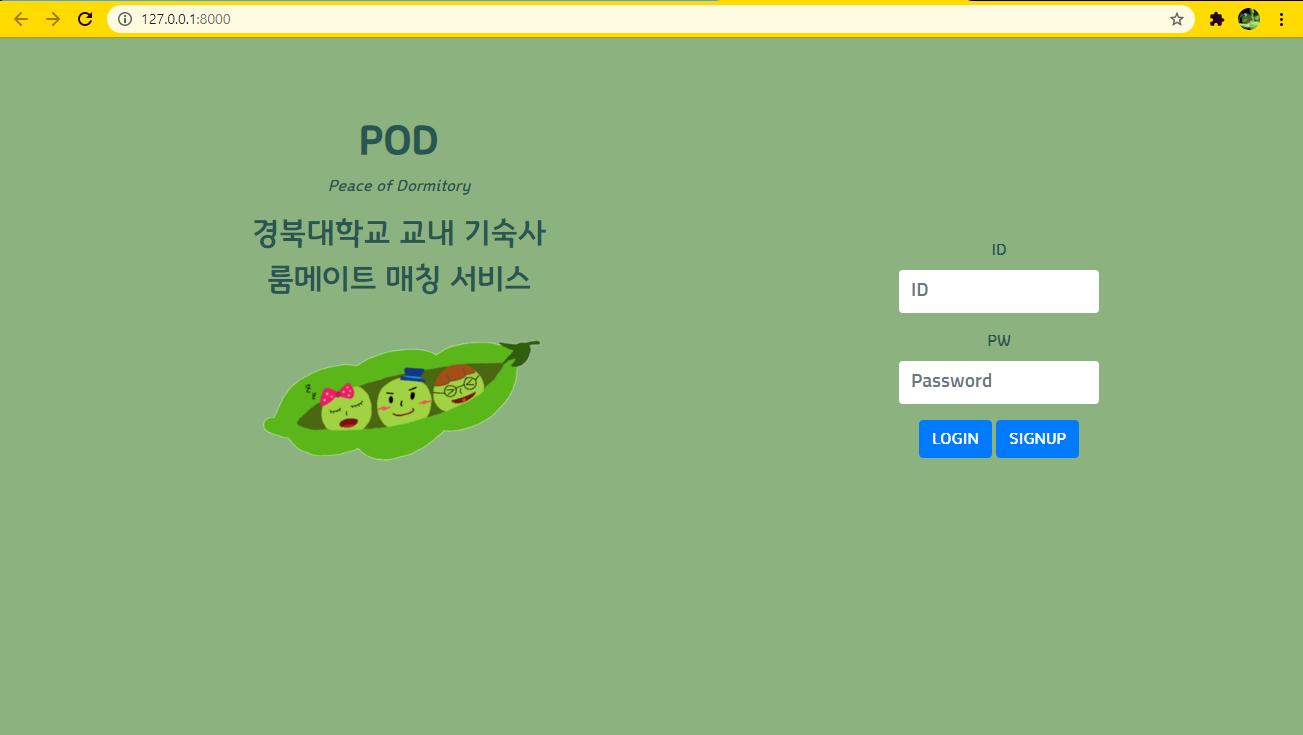 127.0.0.1:8000
POD
Peace of Dormitory
경북대학교 교내 기숙사
룸메이트 매칭 서비스
z z z
ID
ID
PW
Password
LOGIN SIGNUP